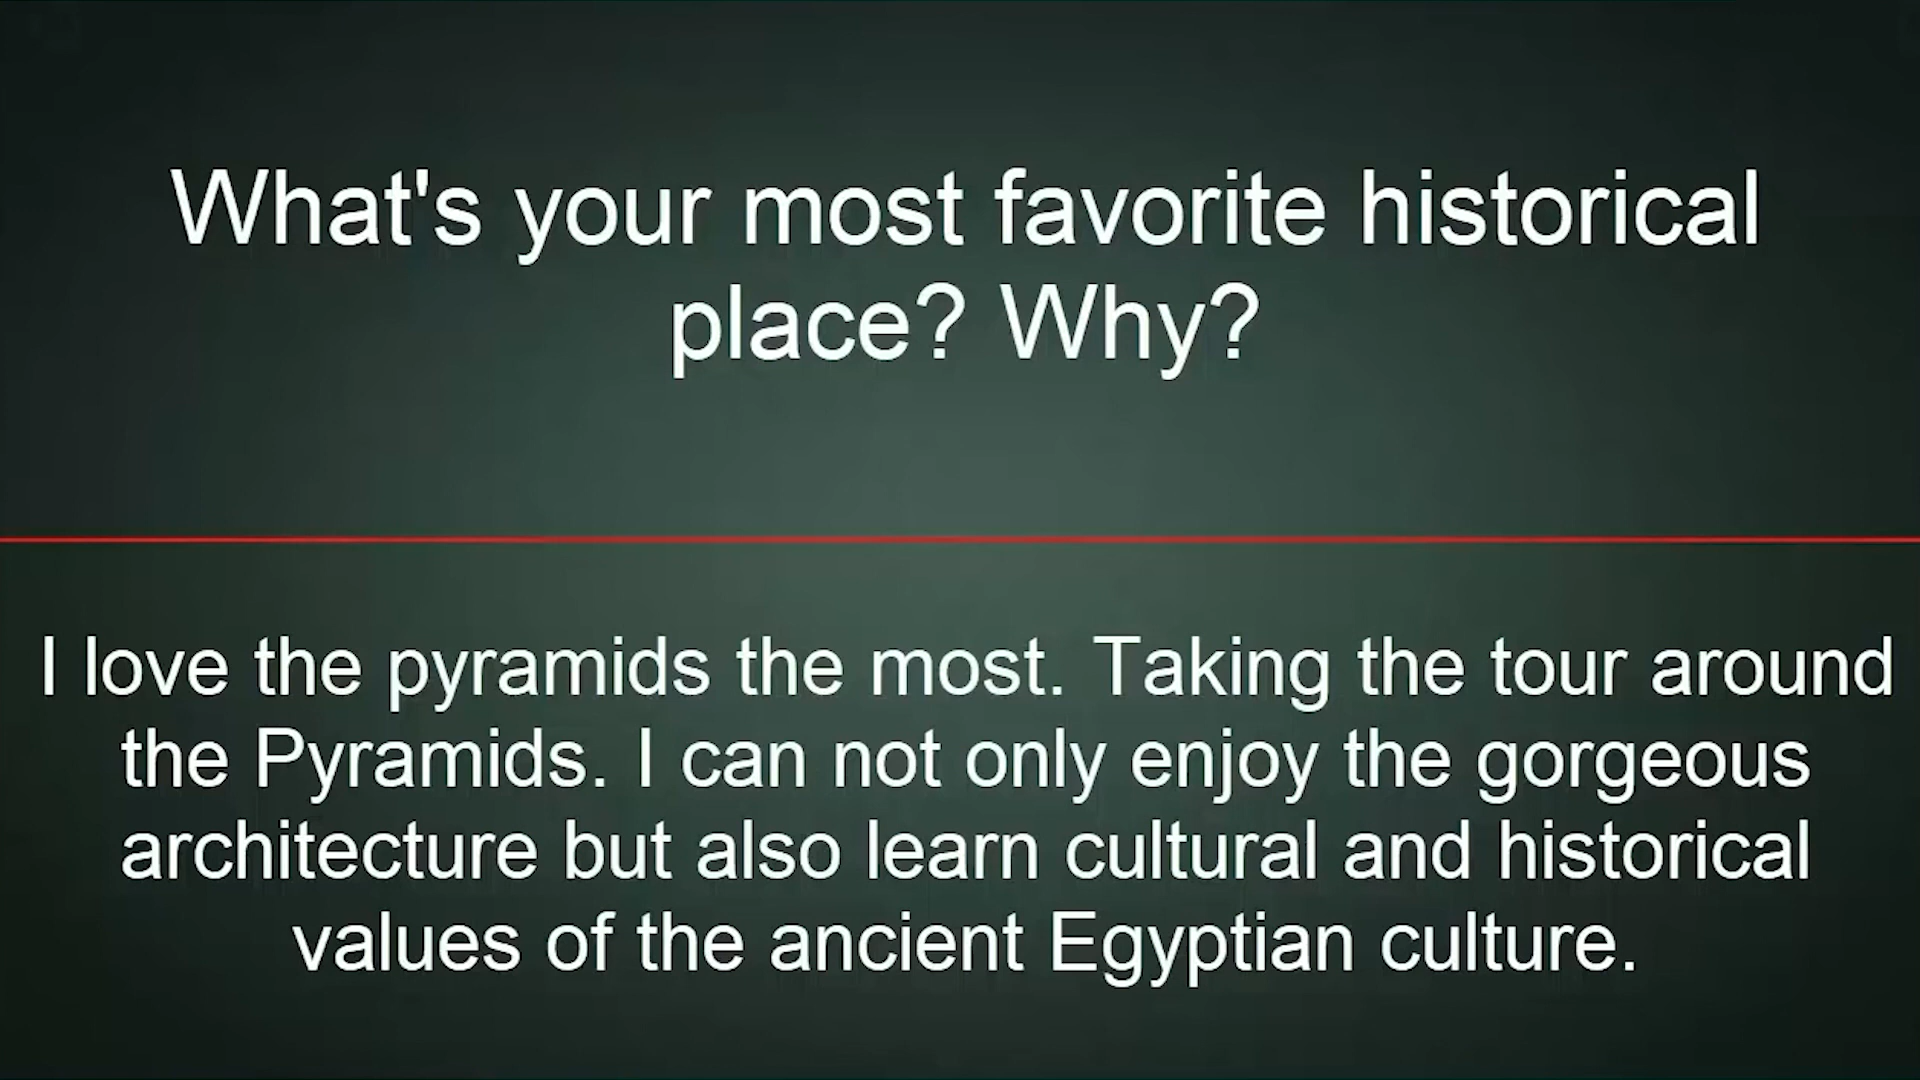 What's your most favorite historical
place? Why?
I love the pyramids the most. Taking the tour around
the Pyramids. I can not only enjoy the gorgeous
architecture but also learn cultural and historical
values of the ancient Egyptian culture.